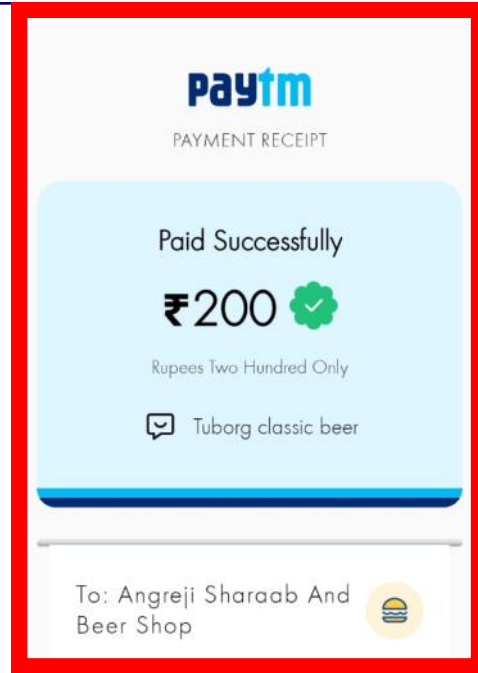 paytm
PAYMENT RECEIPT
Paid Successfully
₹200
Rupees Two Hundred Only
Tuborg classic beer
To: Angreji Sharaab And
Beer Shop